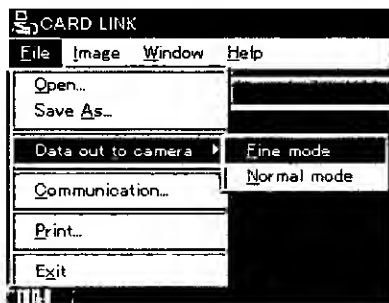 CARD LINK
File Image Window Help
Open...
Save As...
Data out to camera Fine mode
Normal mode
Communication...
Print...
Exit